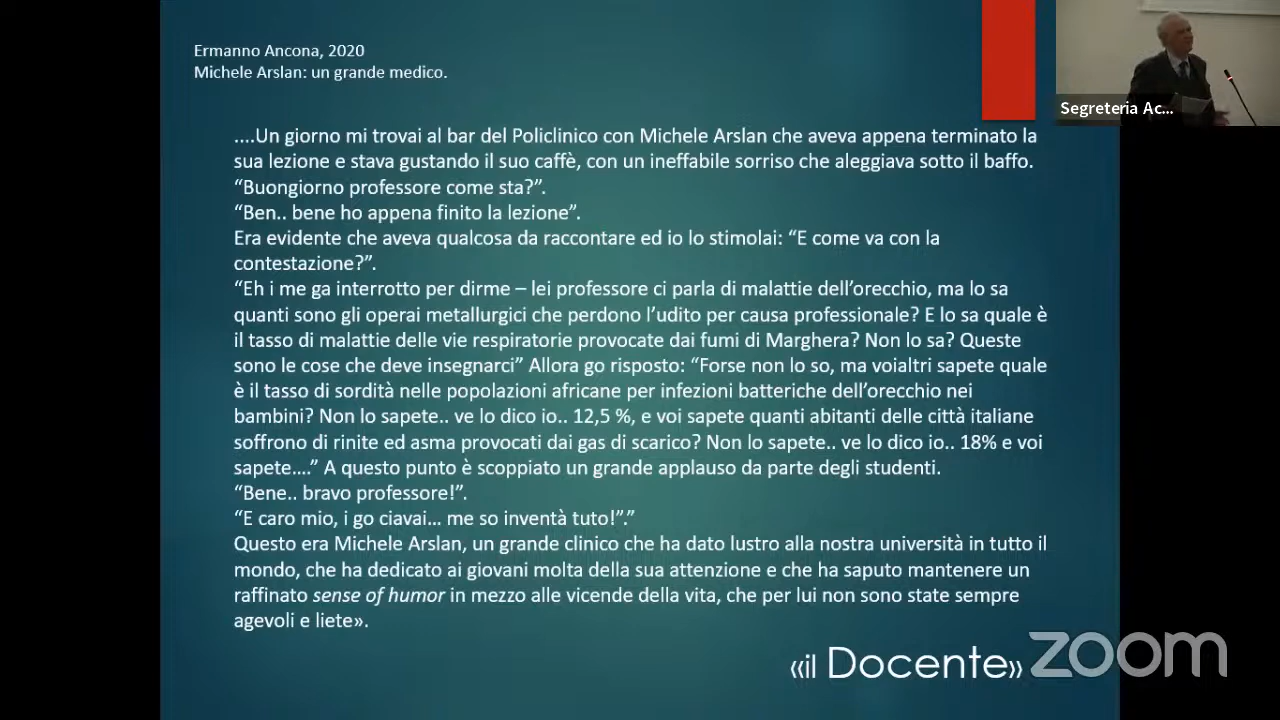 Ermanno Ancona, 2020
Michele Arslan: un grande medico.
Segreteria Ac...
....Un giorno mi trovai al bar del Policlinico con Michele Arslan che aveva appena terminato la
sua lezione e stava gustando il suo caffè, con un ineffabile sorriso che aleggiava sotto il baffo.
“Buongiorno professore come sta?”.
“Ben.. bene ho appena finito la lezione”.
Era evidente che aveva qualcosa da raccontare ed io lo stimolai: “E come va con la
contestazione?”.
“Eh i me ga interrotto per dirme – lei professore ci parla di malattie dell’orecchio, ma lo sa
quanti sono gli operai metallurgici che perdono l’udito per causa professionale? E lo sa quale è
il tasso di malattie delle vie respiratorie provocate dai fumi di Marghera? Non lo sa? Queste
sono le cose che deve insegnarci” Allora go risposto: “Forse non lo so, ma voialtri sapete quale
è il tasso di sordità nelle popolazioni africane per infezioni batteriche dell’orecchio nei
bambini? Non lo sapete.. ve lo dico io.. 12,5 %, e voi sapete quanti abitanti delle città italiane
soffrono di rinite ed asma provocati dai gas di scarico? Non lo sapete.. ve lo dico io.. 18% e voi
sapete....” A questo punto è scoppiato un grande applauso da parte degli studenti.
“Bene.. bravo professore!”.
“E caro mio, i go ciavai... me so inventà tuto!”.”
Questo era Michele Arslan, un grande clinico che ha dato lustro alla nostra università in tutto il
mondo, che ha dedicato ai giovani molta della sua attenzione e che ha saputo mantenere un
raffinato sense of humor in mezzo alle vicende della vita, che per lui non sono state sempre
agevoli e liete».
«il Docente»
zoom